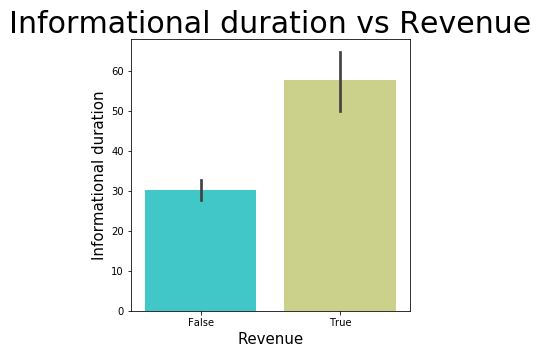 Informational duration vs Revenue
60
50
40
30
20
10
0
Informational duration
False True
Revenue